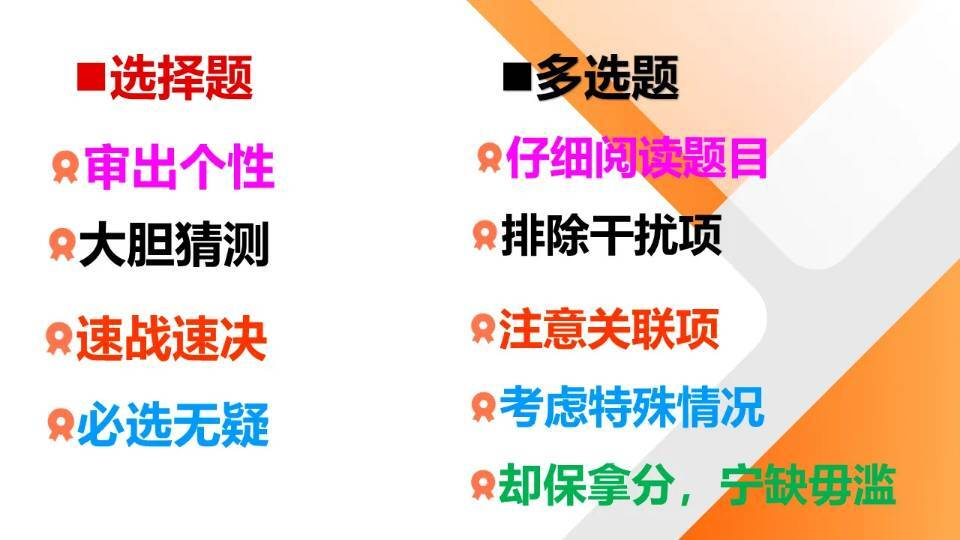 ■选择题
审出个性
大胆猜测
速战速决
必选无疑
■多选题
仔细阅读题目
排除干扰项
注意关联项
考虑特殊情况
却保拿分，宁缺毋滥